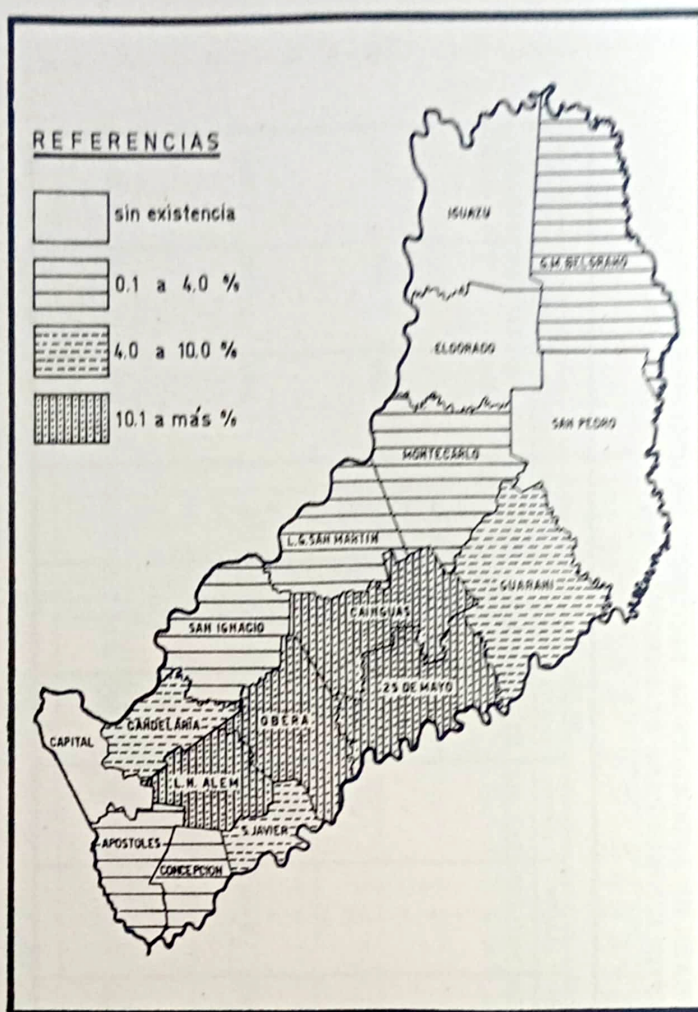 REFERENCIAS
sin existencia
0.1 a 4.0 %
4.0 a 10.0 %
10.1 a más %
IGUAZU
G.M. BELGRANO
ELDORADO
SAN PEDRO
MONTECARLO
L.G. SAN MARTIN
GUARANI
CAINGUAS
SAN IGNACIO
25 DE MAYO
OBERA
CANDELARIA
CAPITAL
L.N. ALEM
S. JAVIER
APOSTOLES
CONCEPCION